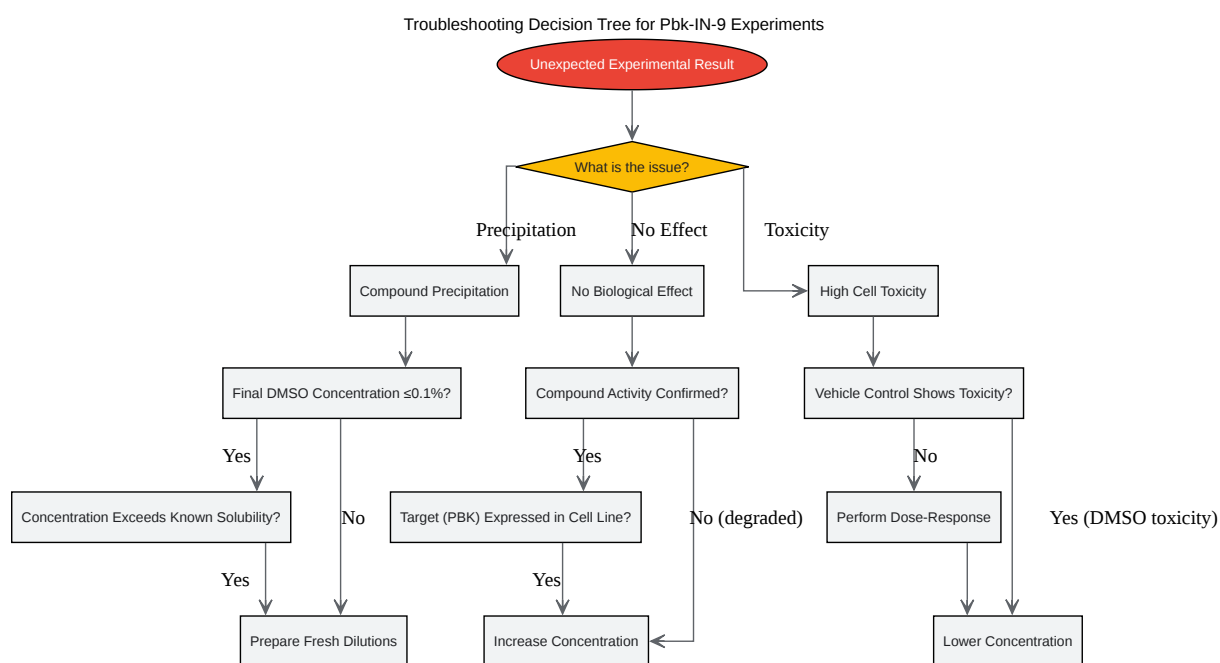 Troubleshooting Decision Tree for Pbk-IN-9 Experiments
Unexpected Experimental Result
What is the issue?
Precipitation
No Effect
Toxicity
Compound Precipitation
No Biological Effect
High Cell Toxicity
Final DMSO Concentration ≤0.1%?
Compound Activity Confirmed?
Vehicle Control Shows Toxicity?
Yes
Yes
No
Concentration Exceeds Known Solubility?
No
Target (PBK) Expressed in Cell Line?
No (degraded)
Perform Dose-Response
Yes (DMSO toxicity)
Yes
Yes
Prepare Fresh Dilutions
Increase Concentration
Lower Concentration